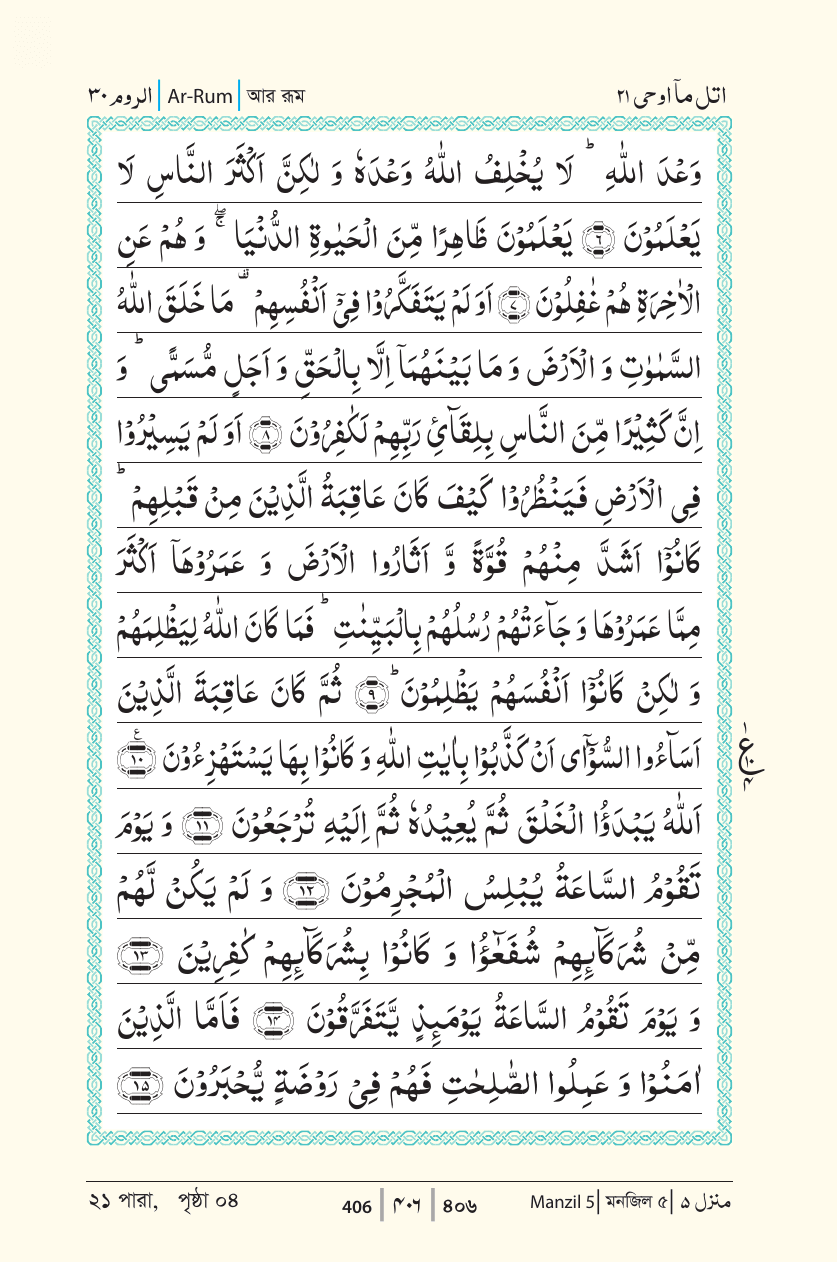 الروم ٣٠ | Ar-Rum | আর রূম
اتل ماۤ اوحى ٢١
وَعْدَ اللّٰهِ ؕ لَا يُخْلِفُ اللّٰهُ وَعْدَهٗ وَ لٰكِنَّ اَكْثَرَ النَّاسِ لَا
يَعْلَمُوْنَ ﴿٦﴾ يَعْلَمُوْنَ ظَاهِرًا مِّنَ الْحَيٰوةِ الدُّنْيَا ۖۚ وَ هُمْ عَنِ
الْاٰخِرَةِ هُمْ غٰفِلُوْنَ ﴿٧﴾ اَوَ لَمْ يَتَفَكَّرُوْا فِيْۤ اَنْفُسِهِمْ ۟ مَا خَلَقَ اللّٰهُ
السَّمٰوٰتِ وَ الْاَرْضَ وَ مَا بَيْنَهُمَاۤ اِلَّا بِالْحَقِّ وَ اَجَلٍ مُّسَمًّى ؕ وَ
اِنَّ كَثِيْرًا مِّنَ النَّاسِ بِلِقَآئِ رَبِّهِمْ لَكٰفِرُوْنَ ﴿٨﴾ اَوَ لَمْ يَسِيْرُوْا
فِي الْاَرْضِ فَيَنْظُرُوْا كَيْفَ كَانَ عَاقِبَةُ الَّذِيْنَ مِنْ قَبْلِهِمْ ؕ
كَانُوْۤا اَشَدَّ مِنْهُمْ قُوَّةً وَّ اَثَارُوا الْاَرْضَ وَ عَمَرُوْهَاۤ اَكْثَرَ
مِمَّا عَمَرُوْهَا وَ جَآءَتْهُمْ رُسُلُهُمْ بِالْبَيِّنٰتِ ؕ فَمَا كَانَ اللّٰهُ لِيَظْلِمَهُمْ
وَ لٰكِنْ كَانُوْۤا اَنْفُسَهُمْ يَظْلِمُوْنَ ؕ ﴿٩﴾ ثُمَّ كَانَ عَاقِبَةَ الَّذِيْنَ
اَسَآءُوا السُّوْٓاٰى اَنْ كَذَّبُوْا بِاٰيٰتِ اللّٰهِ وَ كَانُوْا بِهَا يَسْتَهْزِءُوْنَ ﴿١٠﴾ ع
اَللّٰهُ يَبْدَؤُا الْخَلْقَ ثُمَّ يُعِيْدُهٗ ثُمَّ اِلَيْهِ تُرْجَعُوْنَ ﴿١١﴾ وَ يَوْمَ
تَقُوْمُ السَّاعَةُ يُبْلِسُ الْمُجْرِمُوْنَ ﴿١٢﴾ وَ لَمْ يَكُنْ لَّهُمْ
مِّنْ شُرَكَآئِهِمْ شُفَعٰٓؤُا وَ كَانُوْا بِشُرَكَآئِهِمْ كٰفِرِيْنَ ﴿١٣﴾
وَ يَوْمَ تَقُوْمُ السَّاعَةُ يَوْمَئِذٍ يَّتَفَرَّقُوْنَ ﴿١٤﴾ فَاَمَّا الَّذِيْنَ
اٰمَنُوْا وَ عَمِلُوا الصّٰلِحٰتِ فَهُمْ فِيْ رَوْضَةٍ يُّحْبَرُوْنَ ﴿١٥﴾
২১ পারা, পৃষ্ঠা ০৪
406 | ۴۰۶ | ৪০৬
Manzil 5 | মনজিল ৫ | منزل ۵